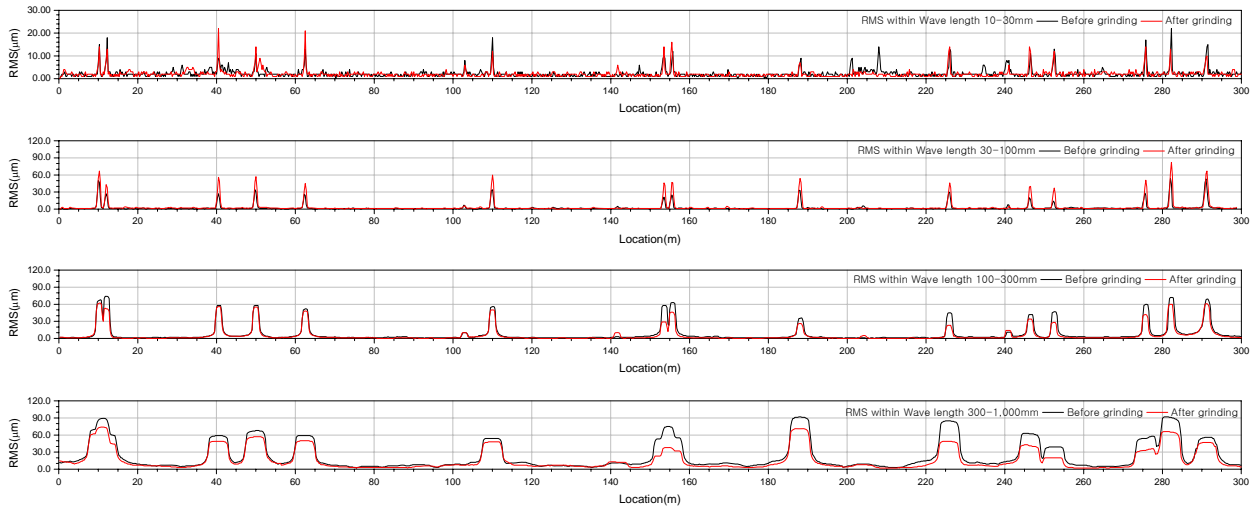 30.00
RMS within Wave length 10-30mm Before grinding After grinding
20.00
10.00
0.00
RMS(μm)
0 20 40 60 80 100 120 140 160 180 200 220 240 260 280 300
Location(m)
120.0
RMS within Wave length 30-100mm Before grinding After grinding
90.0
60.0
30.0
0.0
RMS(μm)
0 20 40 60 80 100 120 140 160 180 200 220 240 260 280 300
Location(m)
120.0
RMS within Wave length 100-300mm Before grinding After grinding
90.0
60.0
30.0
0.0
RMS(μm)
0 20 40 60 80 100 120 140 160 180 200 220 240 260 280 300
Location(m)
120.0
RMS within Wave length 300-1,000mm Before grinding After grinding
90.0
60.0
30.0
0.0
RMS(μm)
0 20 40 60 80 100 120 140 160 180 200 220 240 260 280 300
Location(m)